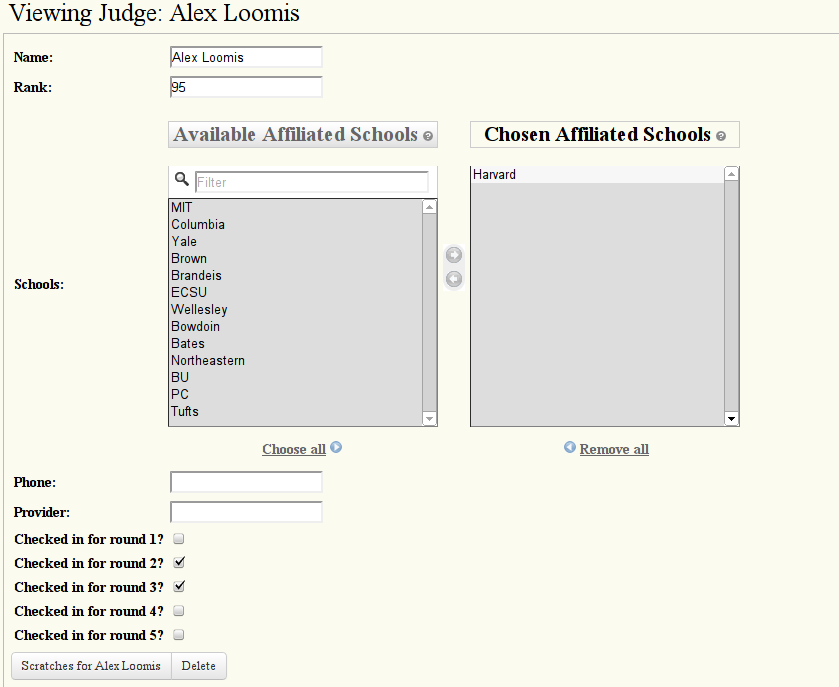 Viewing Judge: Alex Loomis
Name: Alex Loomis
Rank: 95
Available Affiliated Schools ?
Chosen Affiliated Schools ?
Filter
Harvard
MIT
Columbia
Yale
Brown
Brandeis
ECSU
Schools:
Wellesley
Bowdoin
Bates
Northeastern
BU
PC
Tufts
Choose all
Remove all
Phone:
Provider:
Checked in for round 1?
Checked in for round 2?
Checked in for round 3?
Checked in for round 4?
Checked in for round 5?
Scratches for Alex Loomis
Delete